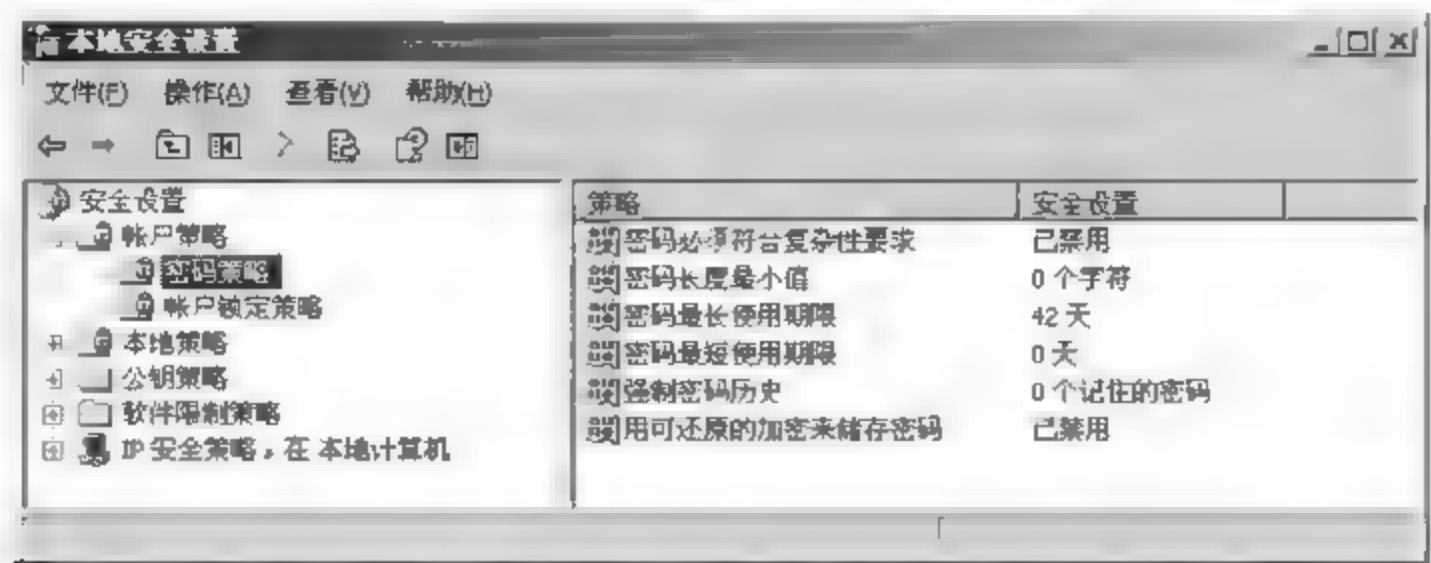 本地安全设置
文件(F) 操作(A) 查看(V) 帮助(H)
安全设置
帐户策略
密码策略
帐户锁定策略
本地策略
公钥策略
软件限制策略
IP 安全策略，在 本地计算机
策略 安全设置
密码必须符合复杂性要求 已禁用
密码长度最小值 0 个字符
密码最长使用期限 42 天
密码最短使用期限 0 天
强制密码历史 0 个记住的密码
用可还原的加密来储存密码 已禁用